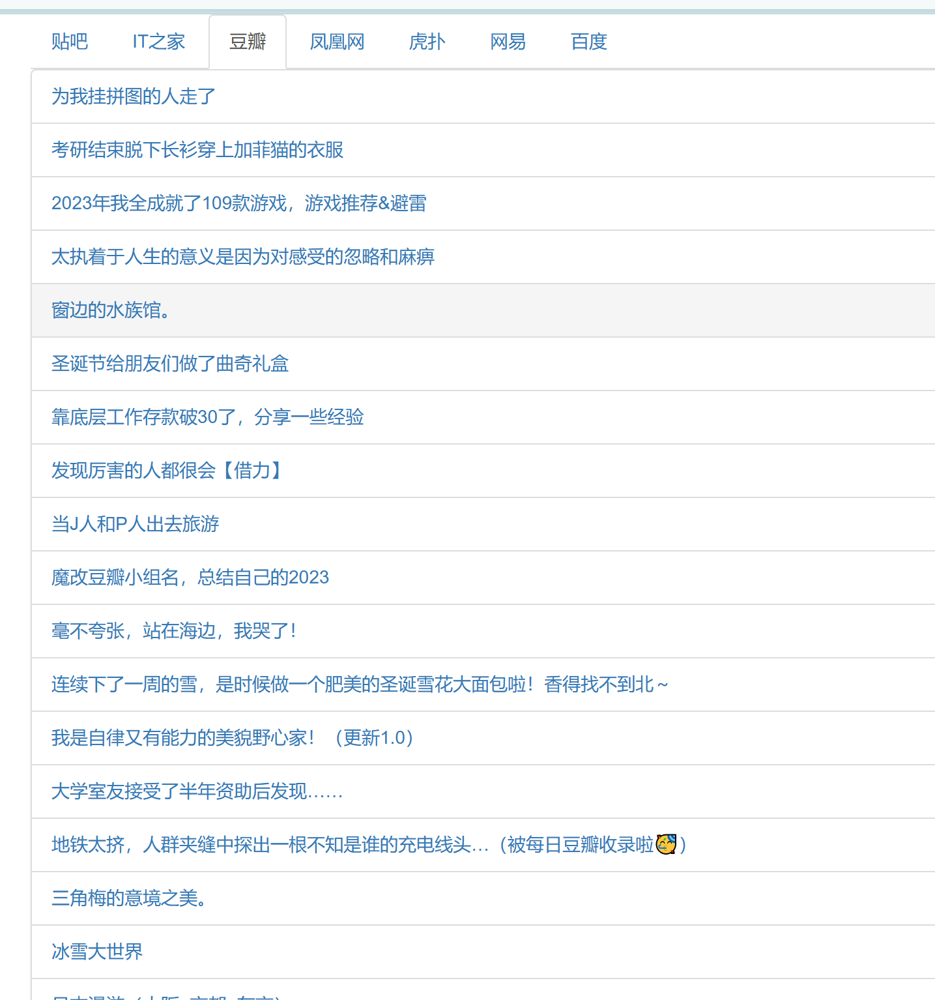 贴吧 IT之家 豆瓣 凤凰网 虎扑 网易 百度
为我挂拼图的人走了
考研结束脱下长衫穿上加菲猫的衣服
2023年我全成就了109款游戏，游戏推荐&避雷
太执着于人生的意义是因为对感受的忽略和麻痹
窗边的水族馆。
圣诞节给朋友们做了曲奇礼盒
靠底层工作存款破30了，分享一些经验
发现厉害的人都很会【借力】
当J人和P人出去旅游
魔改豆瓣小组名，总结自己的2023
毫不夸张，站在海边，我哭了！
连续下了一周的雪，是时候做一个肥美的圣诞雪花大面包啦！香得找不到北～
我是自律又有能力的美貌野心家！（更新1.0）
大学室友接受了半年资助后发现……
地铁太挤，人群夹缝中探出一根不知是谁的充电线头…（被每日豆瓣收录啦🥳）
三角梅的意境之美。
冰雪大世界